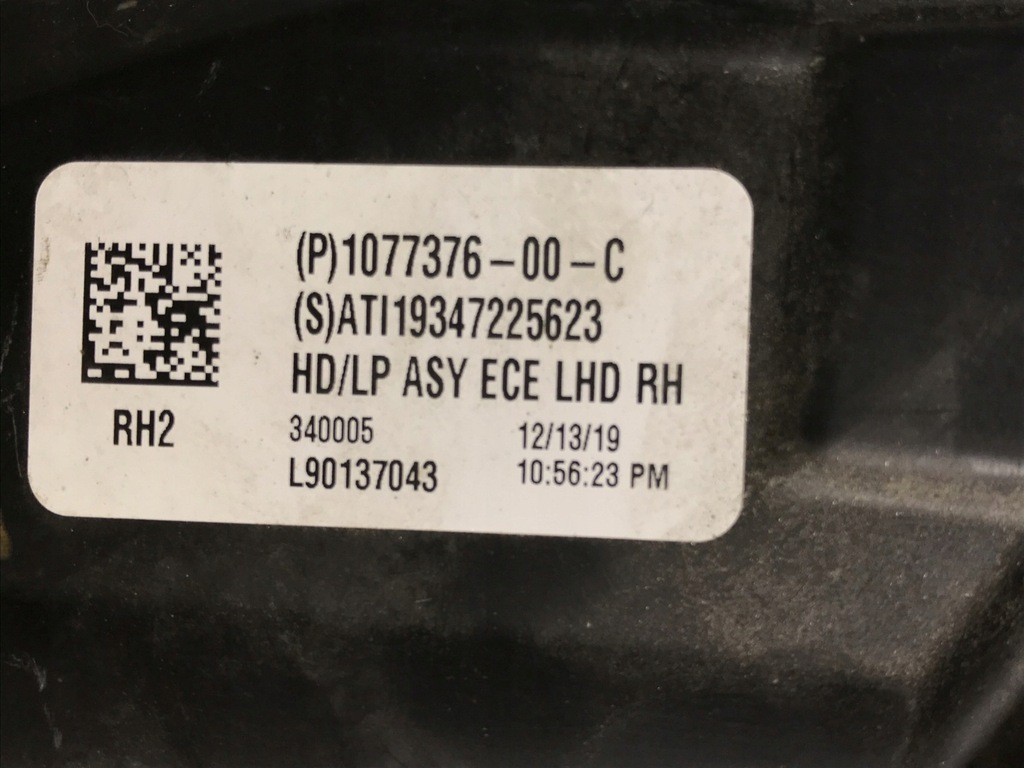 (P)1077376-00-C
(S)ATI19347225623
HD/LP ASY ECE LHD RH
RH2
340005 12/13/19
L90137043 10:56:23 PM